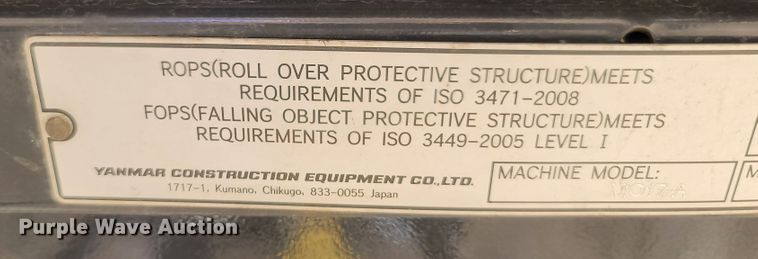 ROPS(ROLL OVER PROTECTIVE STRUCTURE)MEETS
REQUIREMENTS OF ISO 3471-2008
FOPS(FALLING OBJECT PROTECTIVE STRUCTURE)MEETS
REQUIREMENTS OF ISO 3449-2005 LEVEL I
YANMAR CONSTRUCTION EQUIPMENT CO.,LTD.
1717-1, Kumano, Chikugo, 833-0055 Japan
MACHINE MODEL:
Purple Wave Auction